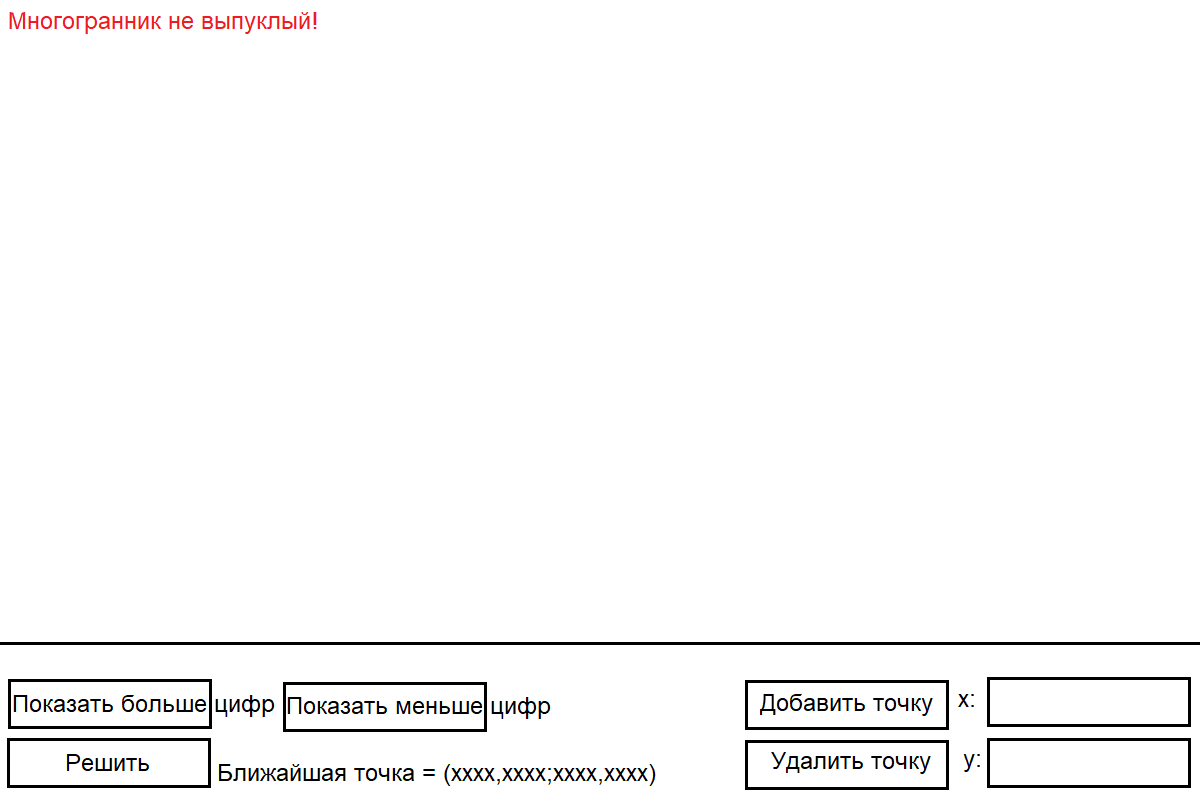 Многогранник не выпуклый!
Показать больше цифр Показать меньше цифр Добавить точку x:
Решить Ближайшая точка = (xxxx,xxxx;xxxx,xxxx) Удалить точку y: